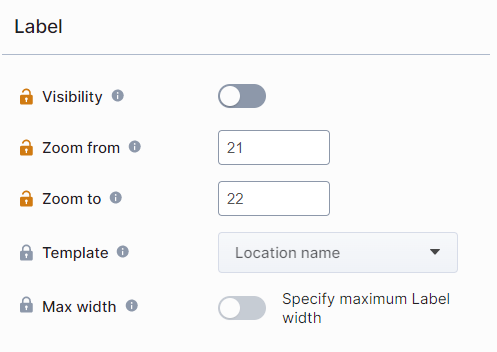 Label
Visibility
Zoom from 21
Zoom to 22
Template Location name
Max width Specify maximum Label
width